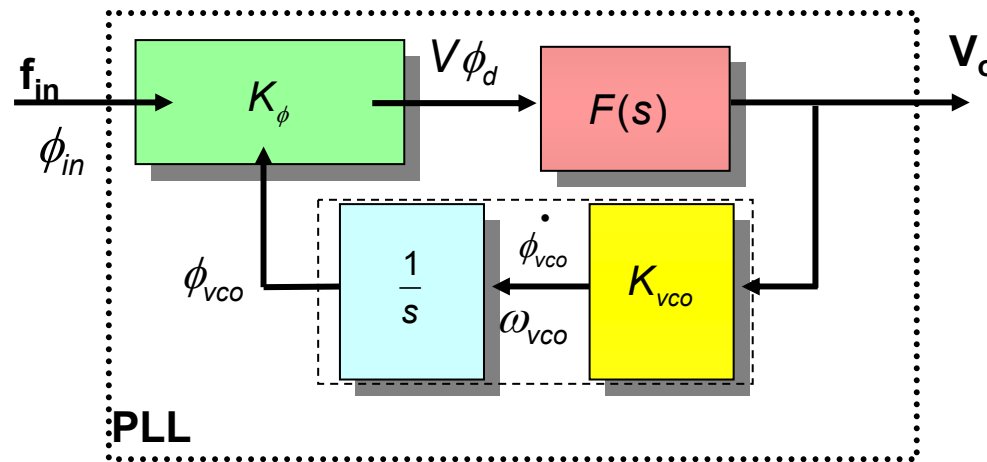 f_in
ϕ_in
K_ϕ
Vϕ_d
F(s)
V_o
ϕ_vco
1/s
ϕ̇_vco
ω_vco
K_vco
PLL